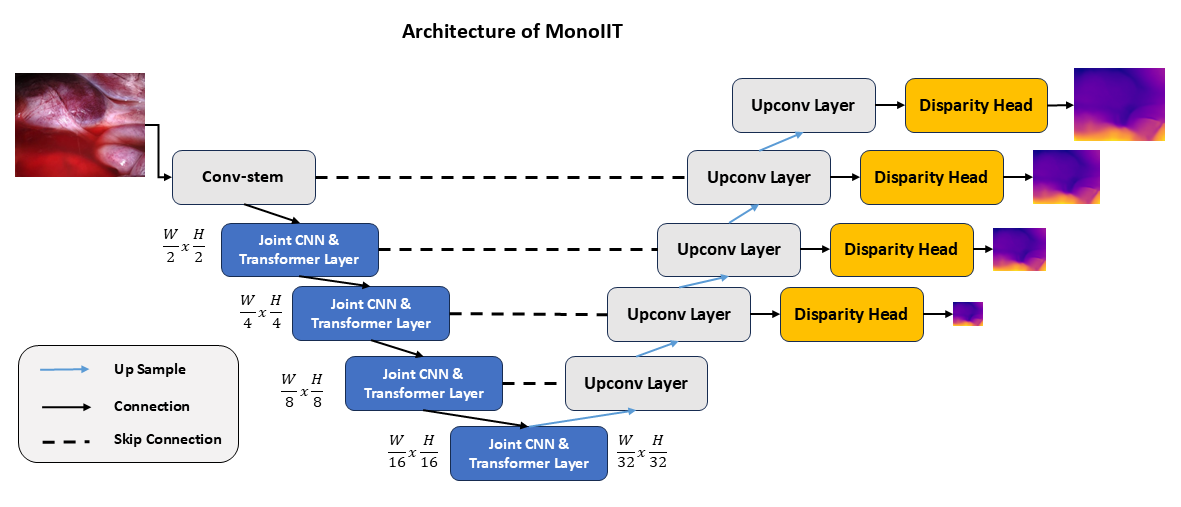 Architecture of MonoIIT
Upconv Layer
Disparity Head
Conv-stem
Upconv Layer
Disparity Head
W/2 x H/2
Joint CNN &
Transformer Layer
Upconv Layer
Disparity Head
W/4 x H/4
Joint CNN &
Transformer Layer
Upconv Layer
Disparity Head
W/8 x H/8
Joint CNN &
Transformer Layer
Upconv Layer
W/16 x H/16
Joint CNN &
Transformer Layer
W/32 x H/32
Up Sample
Connection
Skip Connection